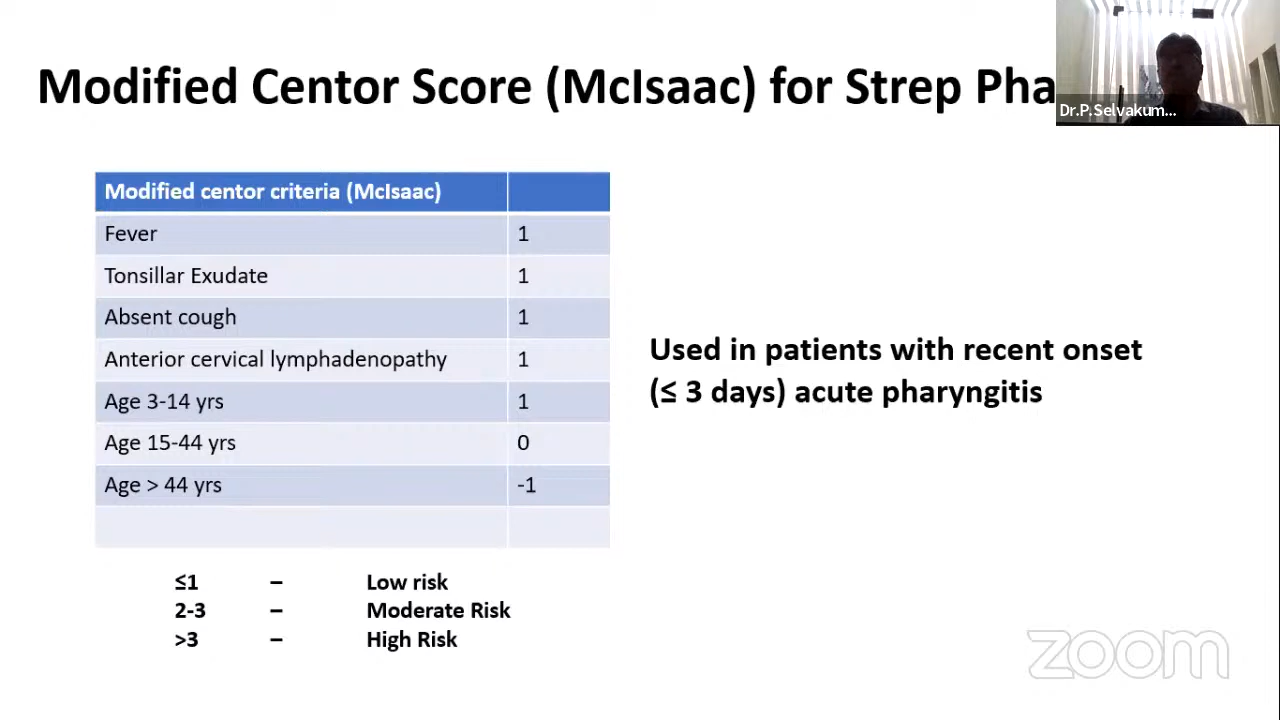 Modified Centor Score (McIsaac) for Strep Pha
Dr.P.Selvakum...
Modified centor criteria (McIsaac)
Fever 1
Tonsillar Exudate 1
Absent cough 1
Anterior cervical lymphadenopathy 1
Age 3-14 yrs 1
Age 15-44 yrs 0
Age > 44 yrs -1
Used in patients with recent onset
(≤ 3 days) acute pharyngitis
≤1 – Low risk
2-3 – Moderate Risk
>3 – High Risk
zoom